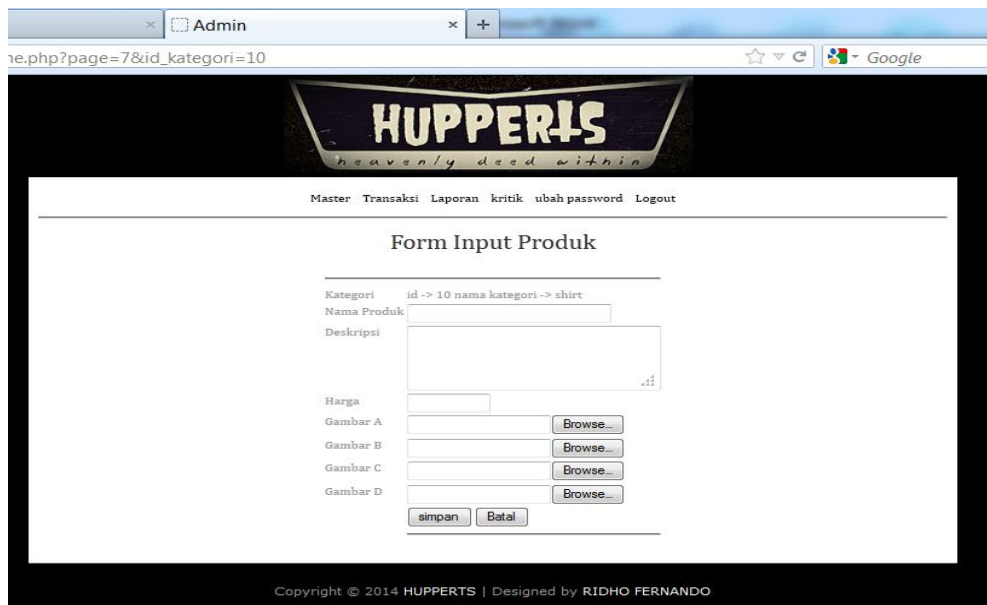 Admin
ne.php?page=7&id_kategori=10
Google
HUPPERTS
heavenly deed within
Master Transaksi Laporan kritik ubah password Logout
Form Input Produk
Kategori id -> 10 nama kategori -> shirt
Nama Produk
Deskripsi
Harga
Gambar A Browse...
Gambar B Browse...
Gambar C Browse...
Gambar D Browse...
simpan Batal
Copyright © 2014 HUPPERTS | Designed by RIDHO FERNANDO